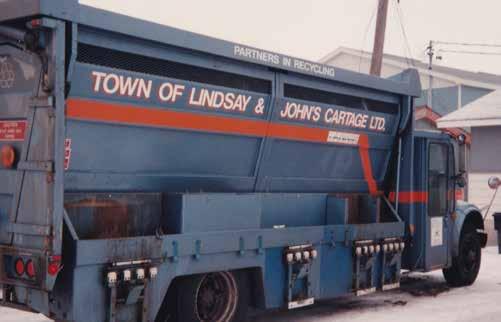 PARTNERS IN RECYCLING
TOWN OF LINDSAY & JOHN'S CARTAGE LTD.